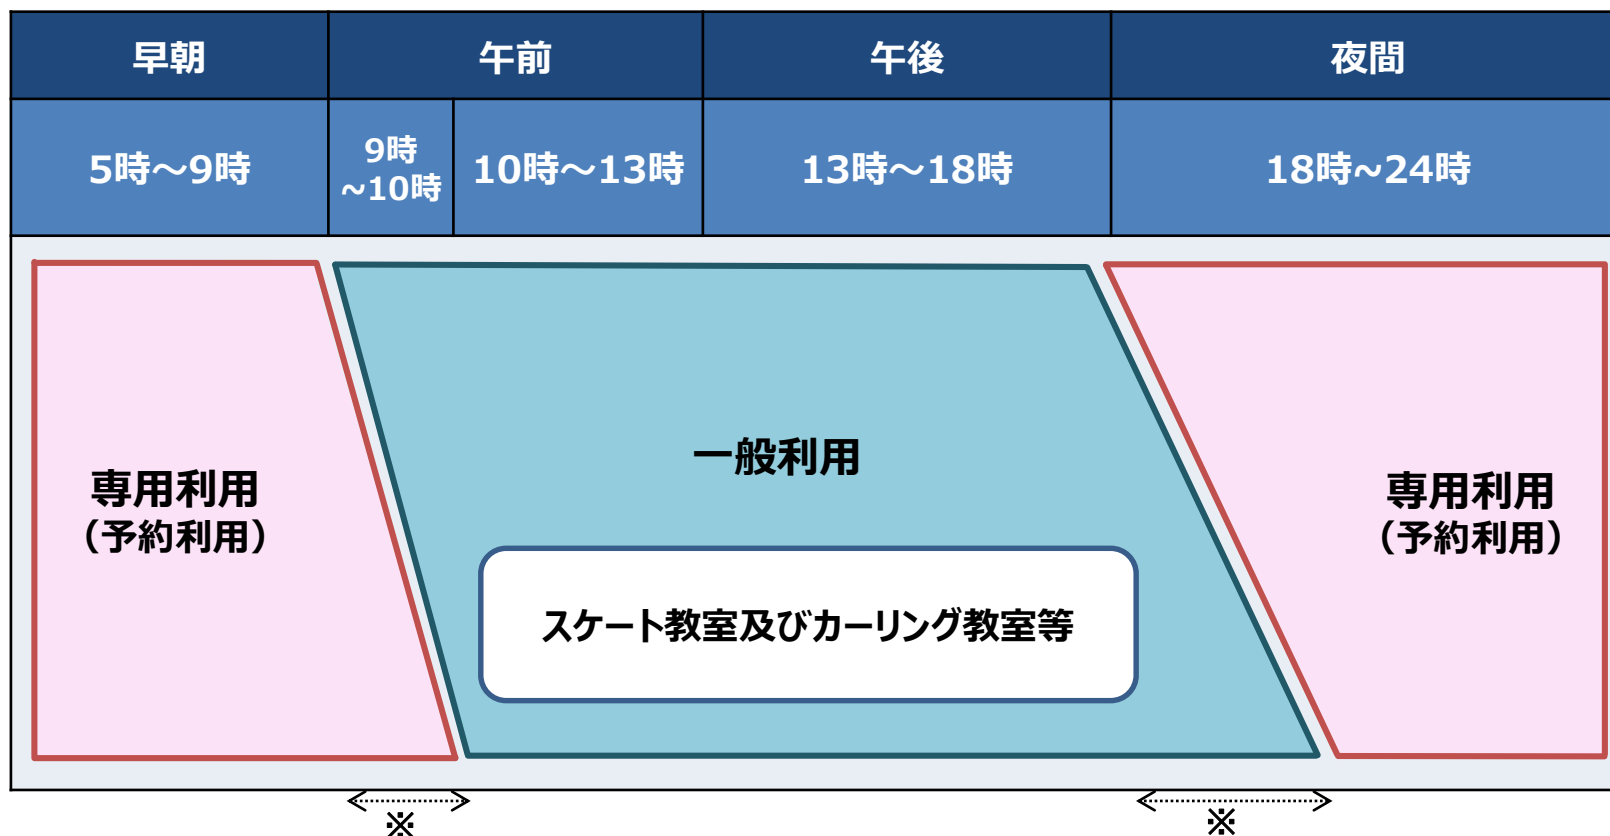 早朝
午前
午後
夜間
5時～9時
9時
~10時
10時～13時
13時～18時
18時~24時
専用利用
（予約利用）
一般利用
スケート教室及びカーリング教室等
専用利用
（予約利用）
※
※